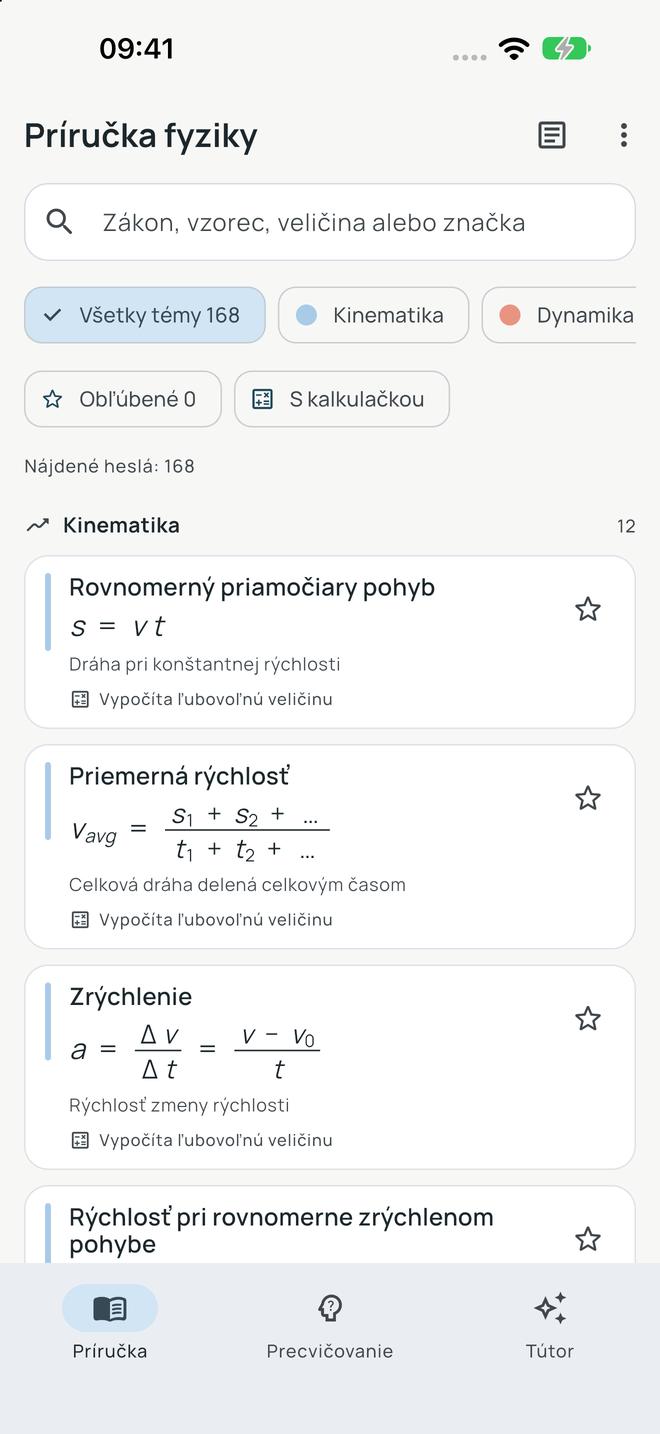 09:41
Príručka fyziky
Zákon, vzorec, veličina alebo značka
Všetky témy 168
Kinematika
Dynamika
Obľúbené 0
S kalkulačkou
Nájdené heslá: 168
Kinematika
12
Rovnomerný priamočiary pohyb
s = v t
Dráha pri konštantnej rýchlosti
Vypočíta ľubovoľnú veličinu
Priemerná rýchlosť
v_avg = (s₁ + s₂ + …) / (t₁ + t₂ + …)
Celková dráha delená celkovým časom
Vypočíta ľubovoľnú veličinu
Zrýchlenie
a = Δ v / Δ t = (v − v₀) / t
Rýchlosť zmeny rýchlosti
Vypočíta ľubovoľnú veličinu
Rýchlosť pri rovnomerne zrýchlenom
pohybe
Príručka
Precvičovanie
Tútor